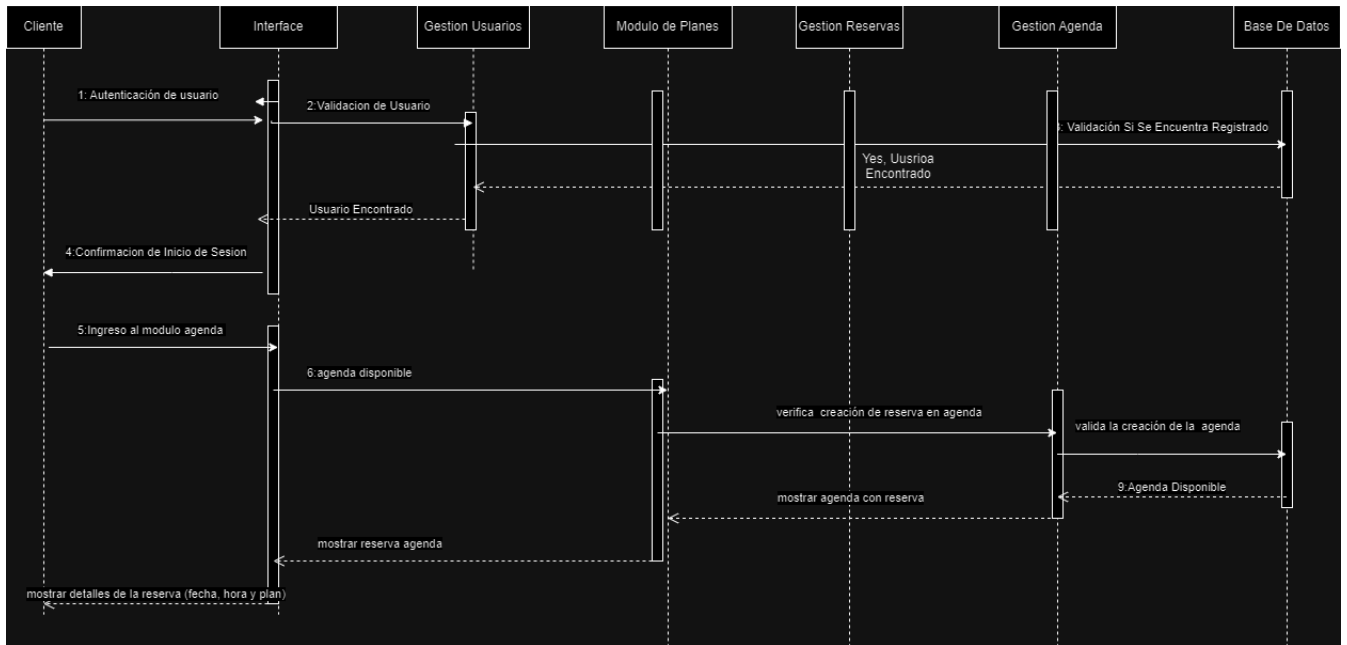 Cliente
Interface
Gestion Usuarios
Modulo de Planes
Gestion Reservas
Gestion Agenda
Base De Datos
1: Autenticación de usuario
2:Validacion de Usuario
: Validación Si Se Encuentra Registrado
Yes, Uusrioa
Encontrado
Usuario Encontrado
4:Confirmacion de Inicio de Sesion
5:Ingreso al modulo agenda
6:agenda disponible
verifica creación de reserva en agenda
valida la creación de la agenda
9:Agenda Disponible
mostrar agenda con reserva
mostrar reserva agenda
mostrar detalles de la reserva (fecha, hora y plan)